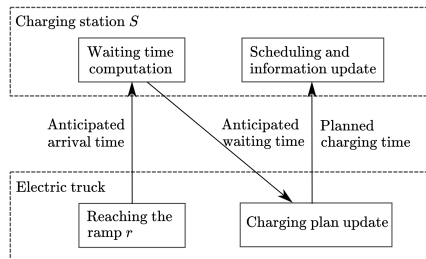 Charging station S
Waiting time
computation
Scheduling and
information update
Anticipated
arrival time
Anticipated
waiting time
Planned
charging time
Electric truck
Reaching the
ramp r
Charging plan update